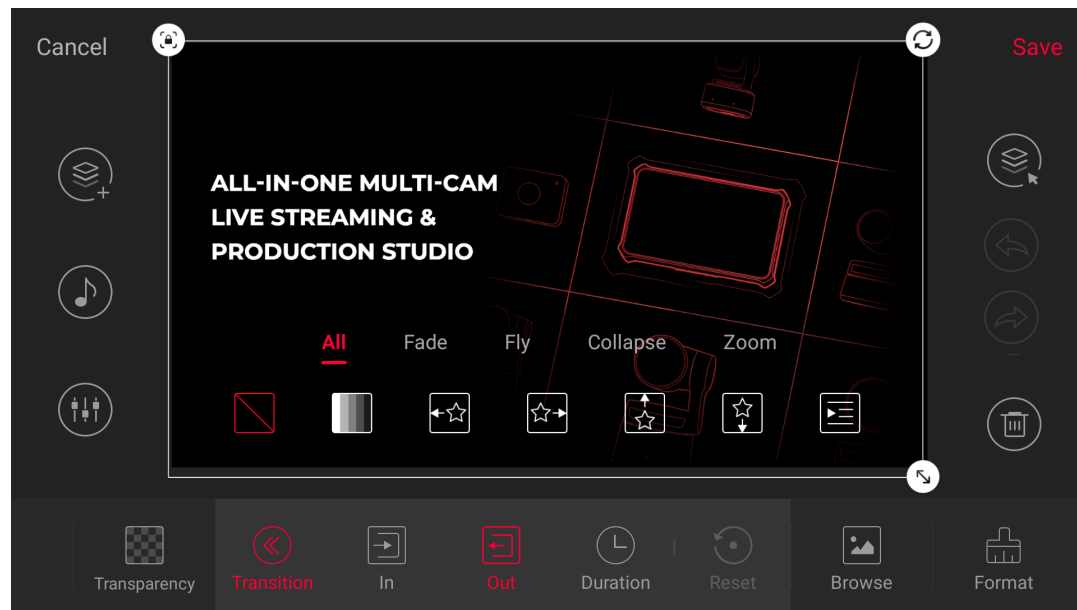 Cancel
Save
ALL-IN-ONE MULTI-CAM
LIVE STREAMING &
PRODUCTION STUDIO
All Fade Fly Collapse Zoom
Transparency Transition In Out Duration Reset Browse Format